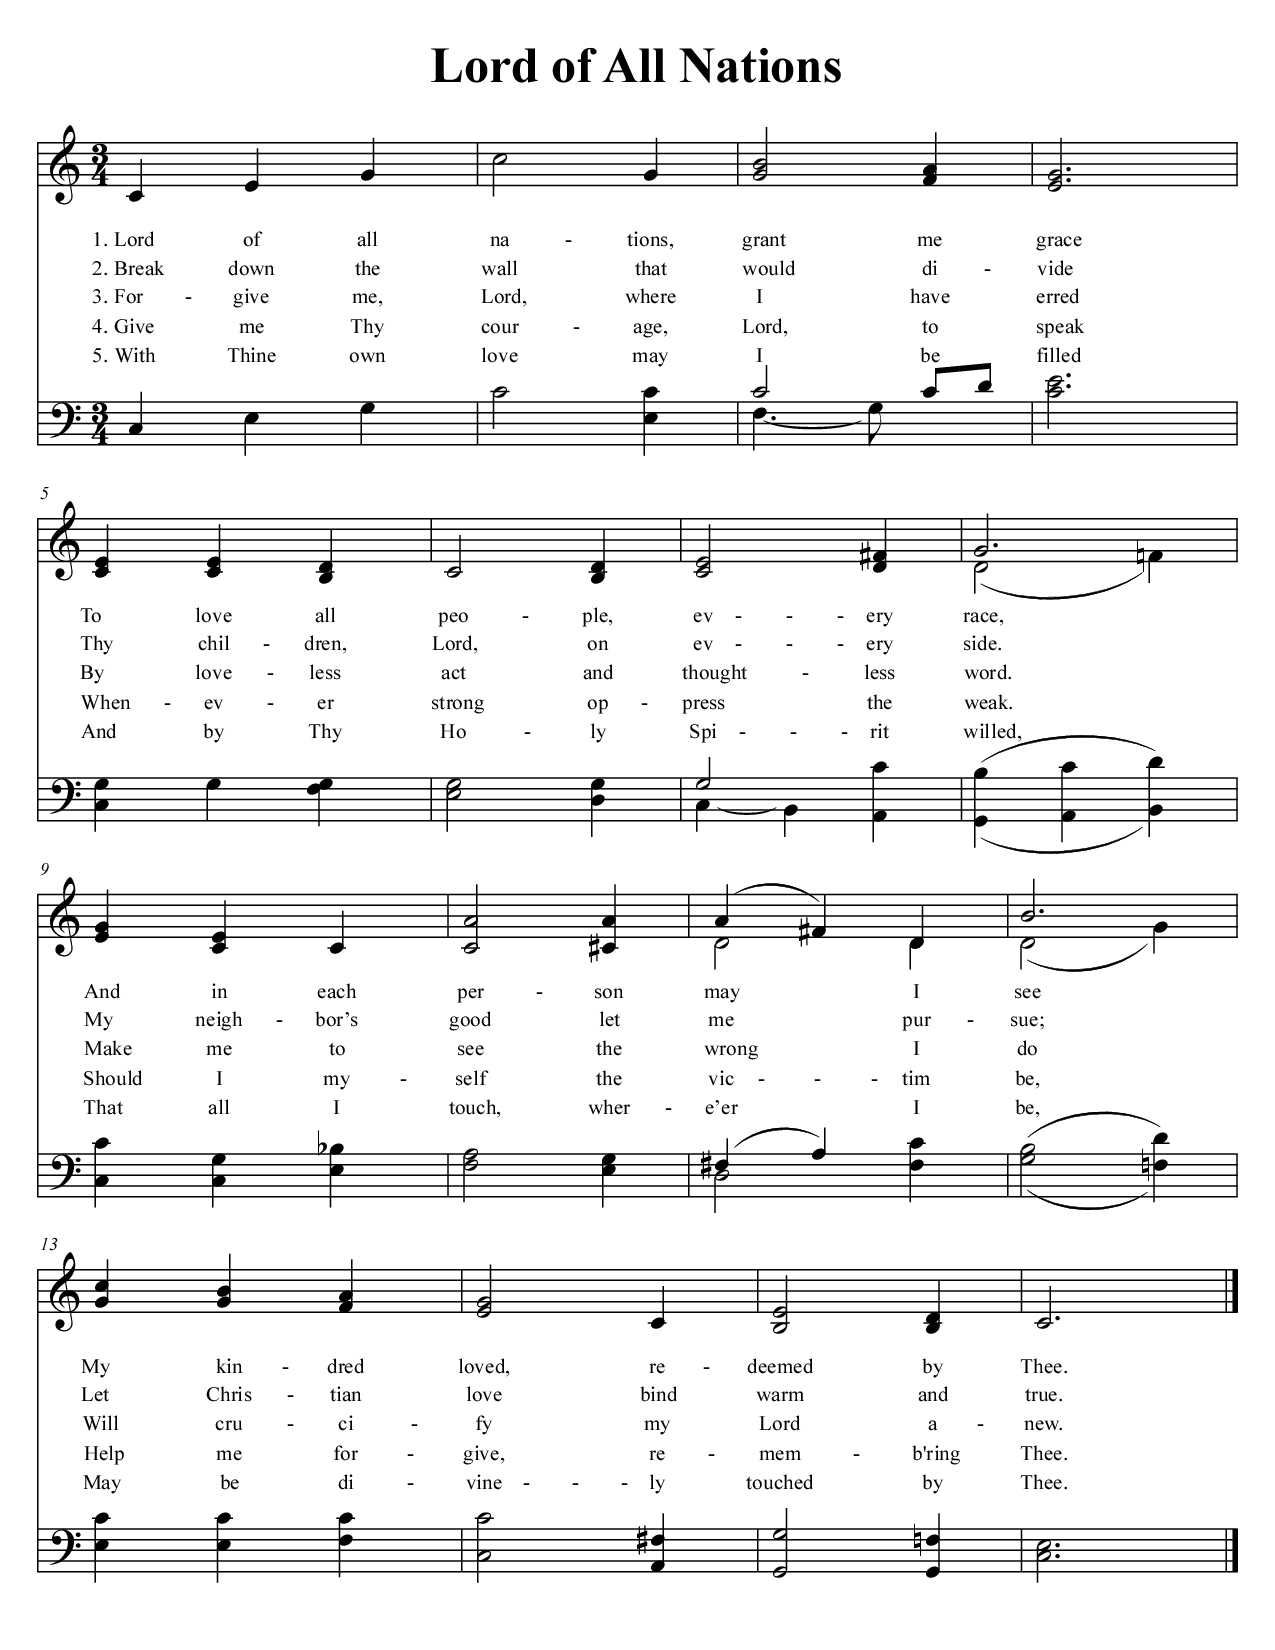 Lord of All Nations
3
4
1. Lord of all na - tions, grant me grace
2. Break down the wall that would di - vide
3. For - give me, Lord, where I have erred
4. Give me Thy cour - age, Lord, to speak
5. With Thine own love may I be filled
3
4
5
To love all peo - ple, ev - - ery race,
Thy chil - dren, Lord, on ev - - ery side.
By love - less act and thought - less word.
When - ev - er strong op - press the weak.
And by Thy Ho - ly Spi - - rit willed,
9
And in each per - son may I see
My neigh - bor’s good let me pur - sue;
Make me to see the wrong I do
Should I my - self the vic - - tim be,
That all I touch, wher - e’er I be,
13
My kin - dred loved, re - deemed by Thee.
Let Chris - tian love bind warm and true.
Will cru - ci - fy my Lord a - new.
Help me for - give, re - mem - b'ring Thee.
May be di - vine - - ly touched by Thee.